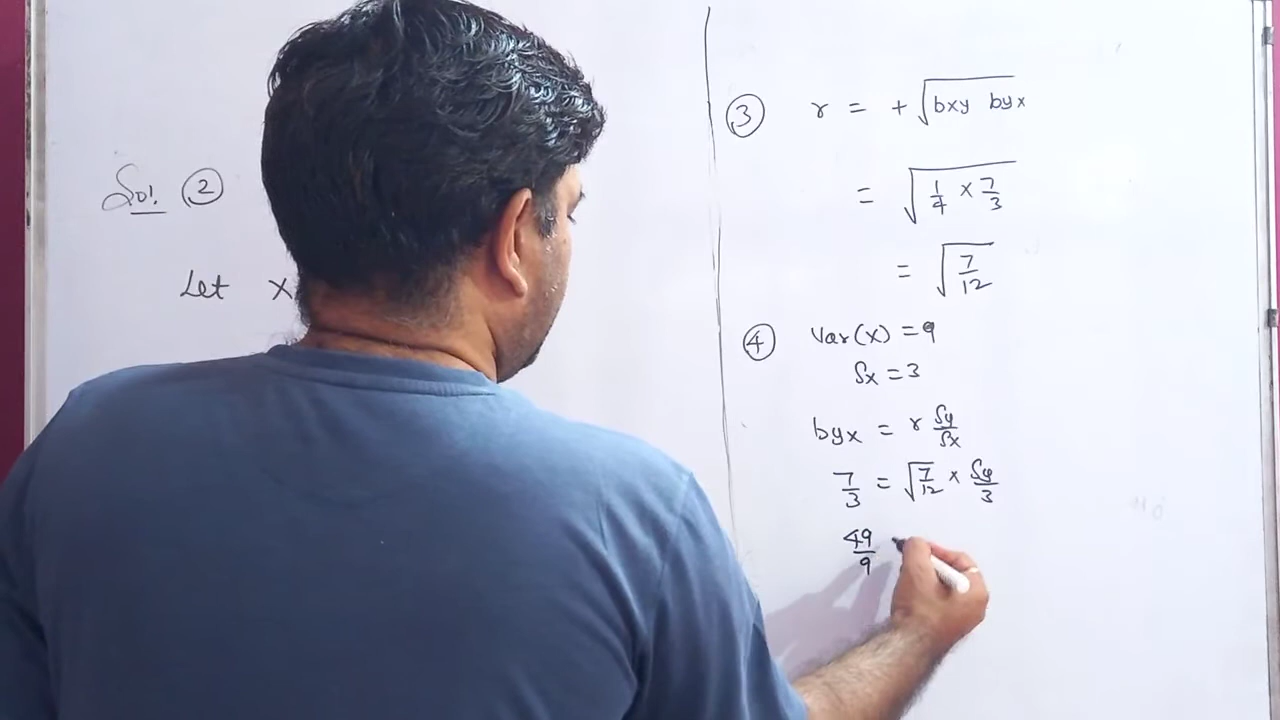 Sol. ②
Let x
③ r = + √bxy byx
= √1/4 × 7/3
= √7/12
④ Var(x) = 9
Sx = 3
byx = r Sy/Sx
7/3 = √7/12 × Sy/3
49/9